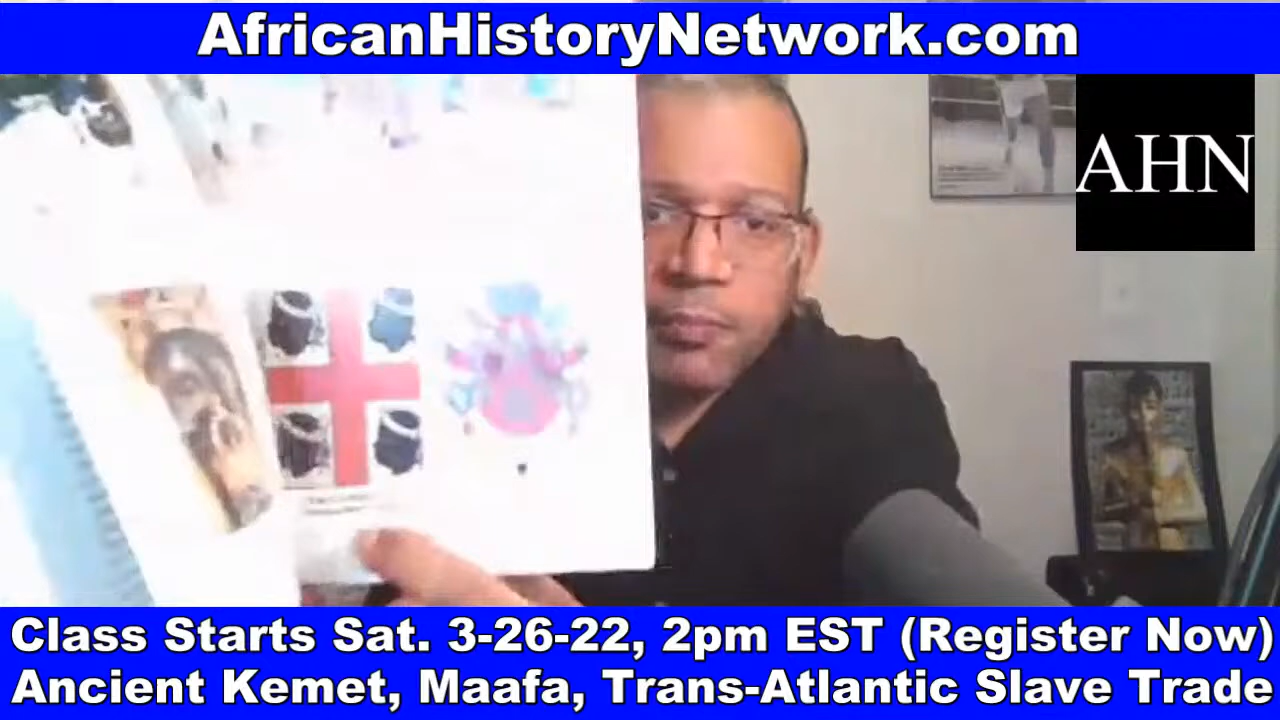 AfricanHistoryNetwork.com
AHN
Class Starts Sat. 3-26-22, 2pm EST (Register Now)
Ancient Kemet, Maafa, Trans-Atlantic Slave Trade